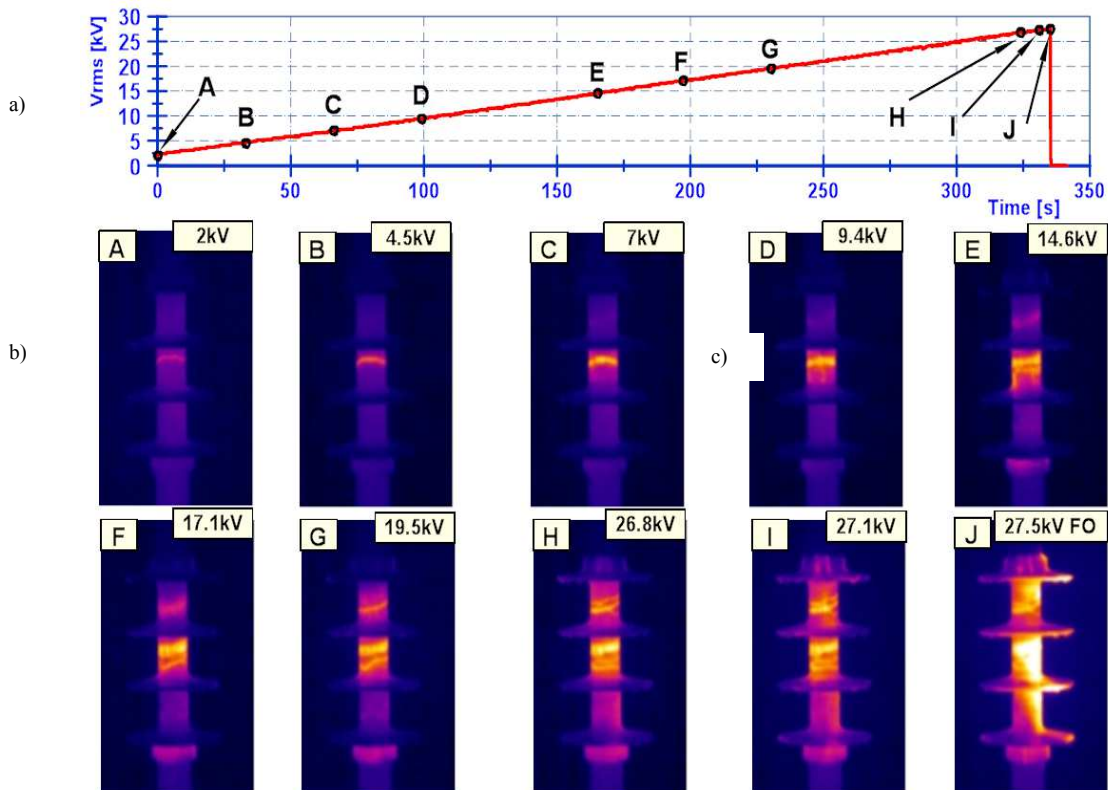 a)
Vrms [kV]
30
25
20
15
10
5
0
A
B
C
D
E
F
G
H
I
J
0
50
100
150
200
250
300
350
Time [s]
b)
c)
A
2kV
B
4.5kV
C
7kV
D
9.4kV
E
14.6kV
F
17.1kV
G
19.5kV
H
26.8kV
I
27.1kV
J
27.5kV FO